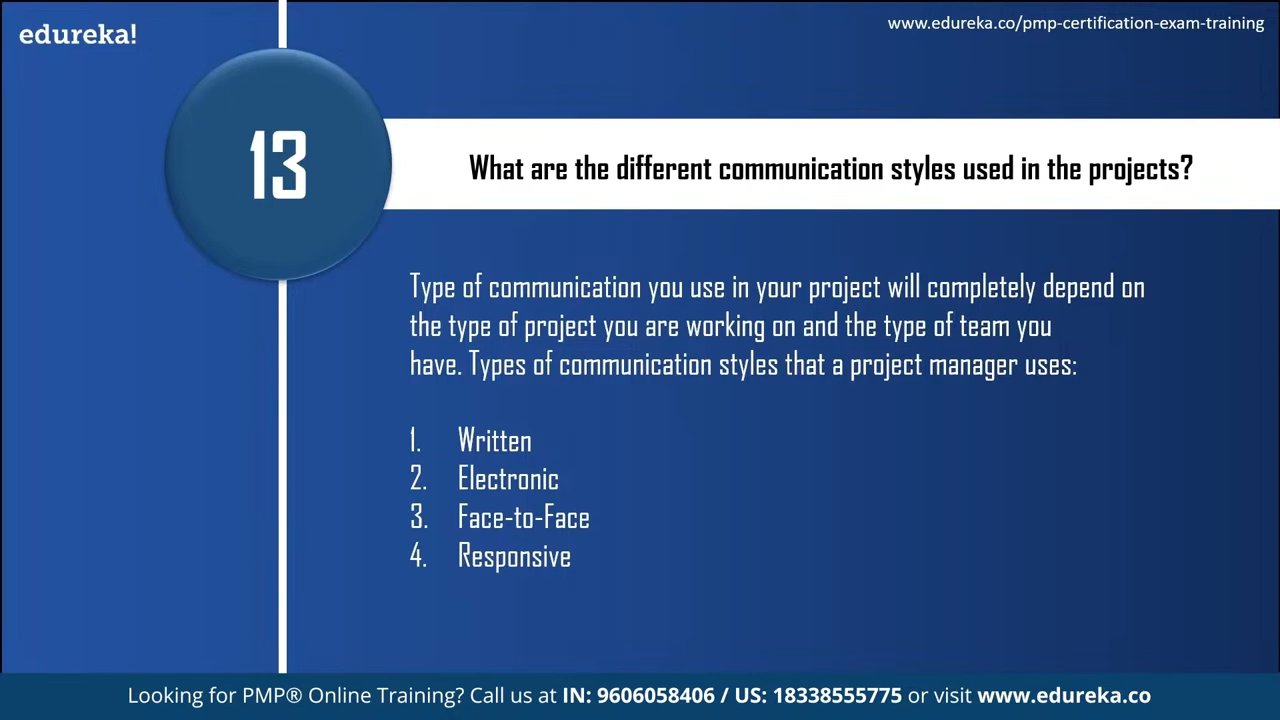 edureka!
www.edureka.co/pmp-certification-exam-training
13
What are the different communication styles used in the projects?
Type of communication you use in your project will completely depend on
the type of project you are working on and the type of team you
have. Types of communication styles that a project manager uses:
1. Written
2. Electronic
3. Face-to-Face
4. Responsive
Looking for PMP® Online Training? Call us at IN: 9606058406 / US: 18338555775 or visit www.edureka.co